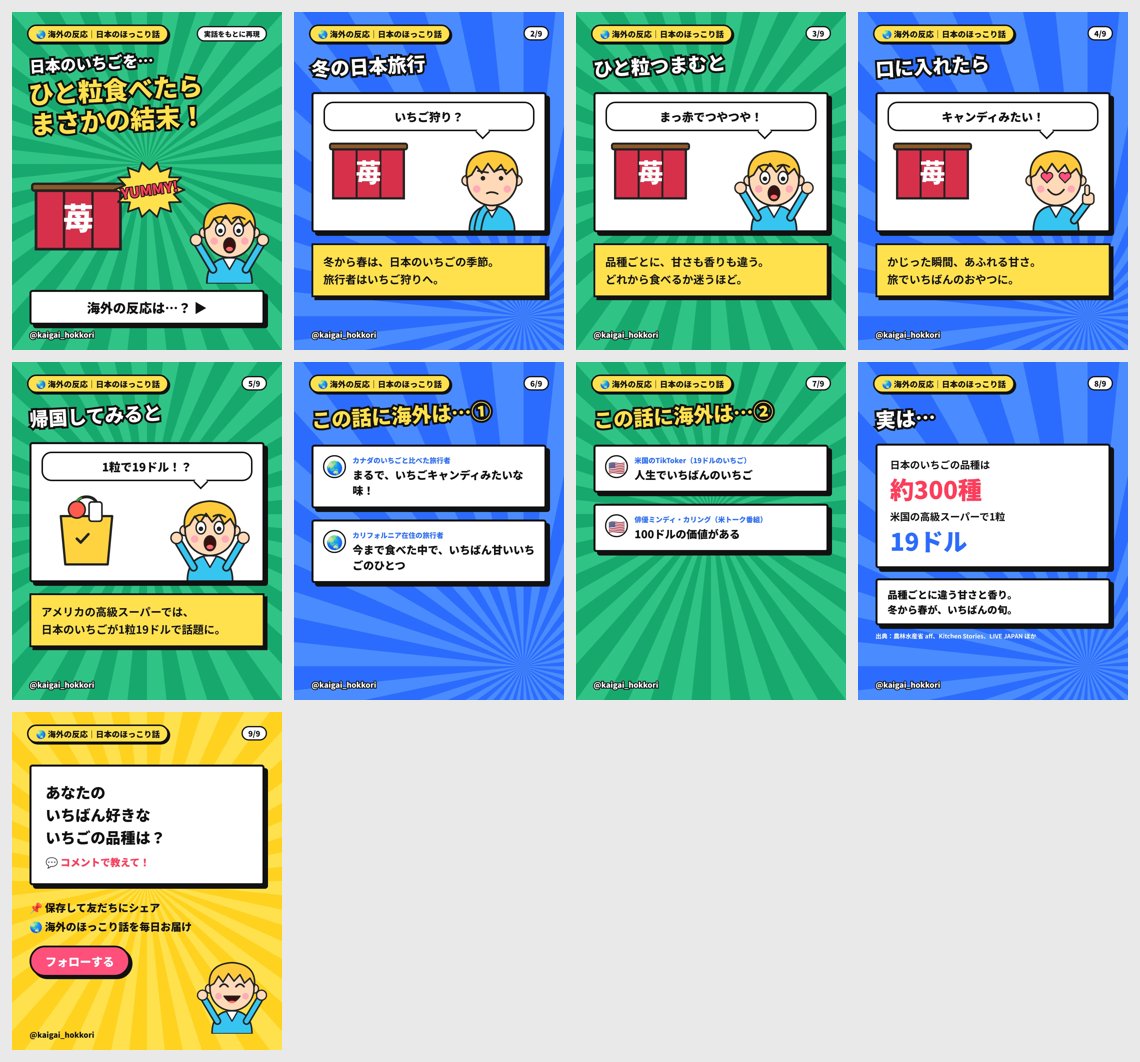 🌏 海外の反応｜日本のほっこり話
実話をもとに再現
日本のいちごを…
ひと粒食べたら
まさかの結末！
YUMMY!
苺
海外の反応は…？ ▶
@kaigai_hokkori
🌏 海外の反応｜日本のほっこり話
2/9
冬の日本旅行
いちご狩り？
苺
冬から春は、日本のいちごの季節。
旅行者はいちご狩りへ。
@kaigai_hokkori
🌏 海外の反応｜日本のほっこり話
3/9
ひと粒つまむと
まっ赤でつやつや！
苺
品種ごとに、甘さも香りも違う。
どれから食べるか迷うほど。
@kaigai_hokkori
🌏 海外の反応｜日本のほっこり話
4/9
口に入れたら
キャンディみたい！
苺
かじった瞬間、あふれる甘さ。
旅でいちばんのおやつに。
@kaigai_hokkori
🌏 海外の反応｜日本のほっこり話
5/9
帰国してみると
1粒で19ドル！？
アメリカの高級スーパーでは、
日本のいちごが1粒19ドルで話題に。
@kaigai_hokkori
🌏 海外の反応｜日本のほっこり話
6/9
この話に海外は…①
カナダのいちごと比べた旅行者
まるで、いちごキャンディみたいな
味！
カリフォルニア在住の旅行者
今まで食べた中で、いちばん甘いいち
ごのひとつ
@kaigai_hokkori
🌏 海外の反応｜日本のほっこり話
7/9
この話に海外は…②
米国のTikToker（19ドルのいちご）
人生でいちばんのいちご
俳優ミンディ・カリング（米トーク番組）
100ドルの価値がある
@kaigai_hokkori
🌏 海外の反応｜日本のほっこり話
8/9
実は…
日本のいちごの品種は
約300種
米国の高級スーパーで1粒
19ドル
品種ごとに違う甘さと香り。
冬から春が、いちばんの旬。
出典：農林水産省 aff、Kitchen Stories、LIVE JAPAN ほか
@kaigai_hokkori
🌏 海外の反応｜日本のほっこり話
9/9
あなたの
いちばん好きな
いちごの品種は？
💬 コメントで教えて！
📌 保存して友だちにシェア
🌏 海外のほっこり話を毎日お届け
フォローする
@kaigai_hokkori